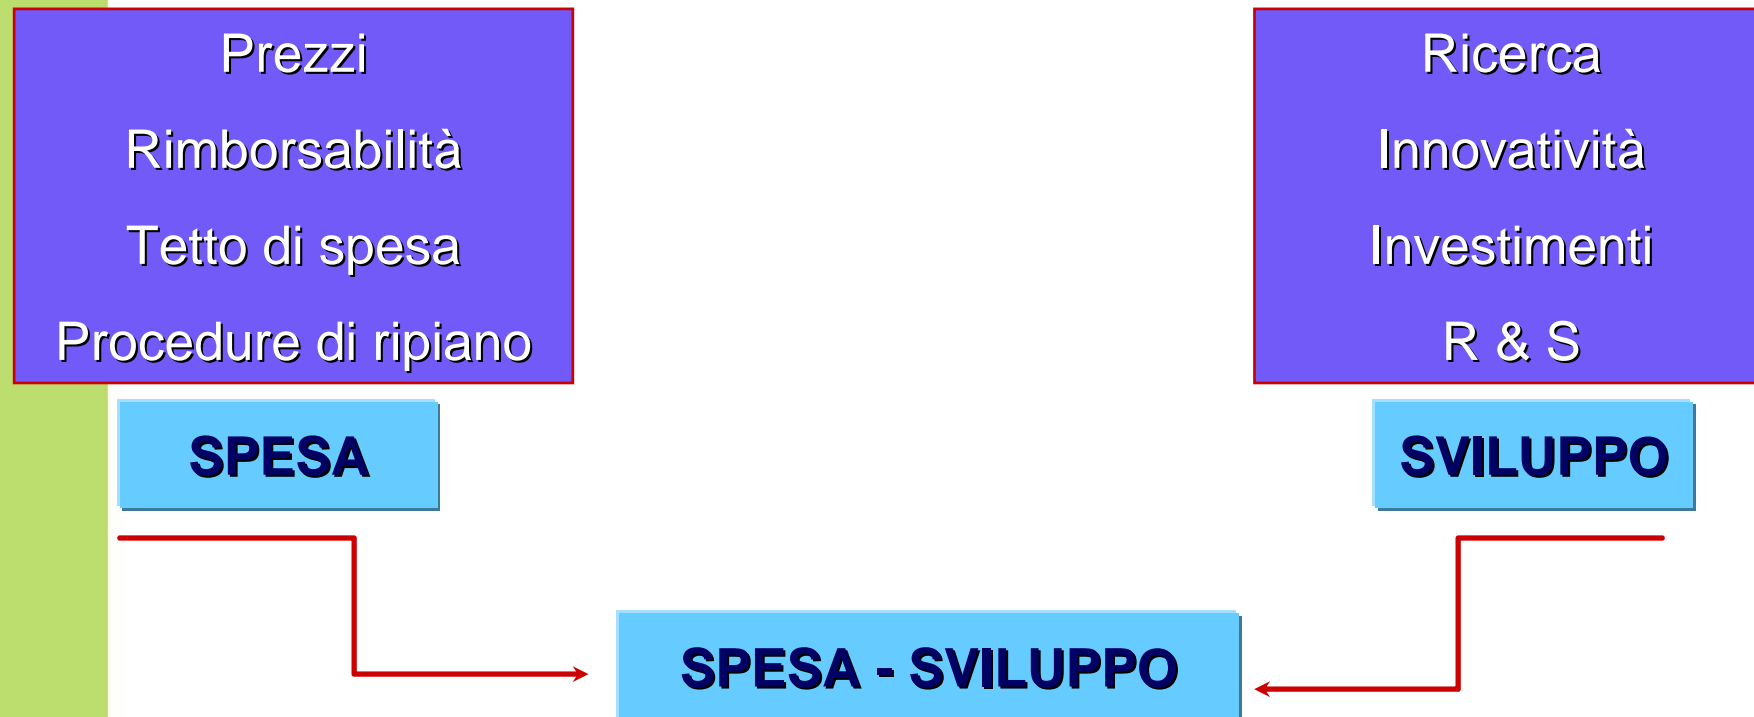 Prezzi
Rimborsabilità
Tetto di spesa
Procedure di ripiano
SPESA
Ricerca
Innovatività
Investimenti
R & S
SVILUPPO
SPESA - SVILUPPO